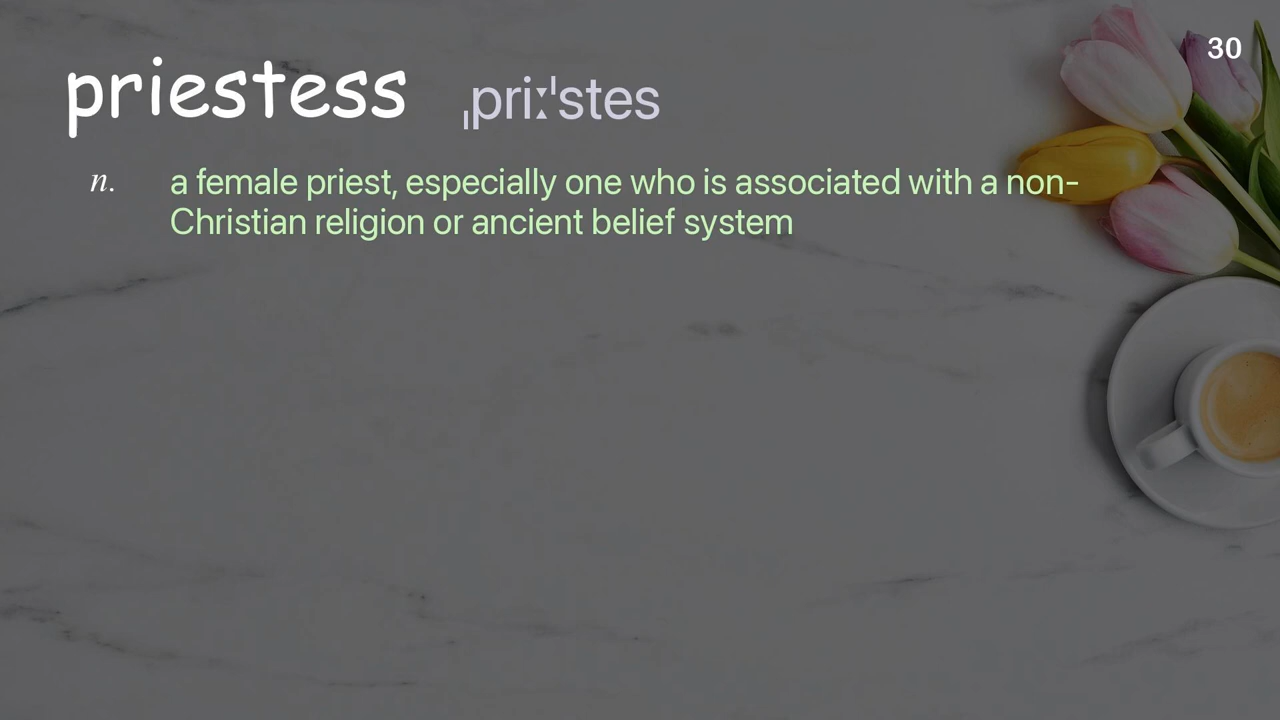 30
priestess ˌpriːˈstes
n. a female priest, especially one who is associated with a non-
Christian religion or ancient belief system